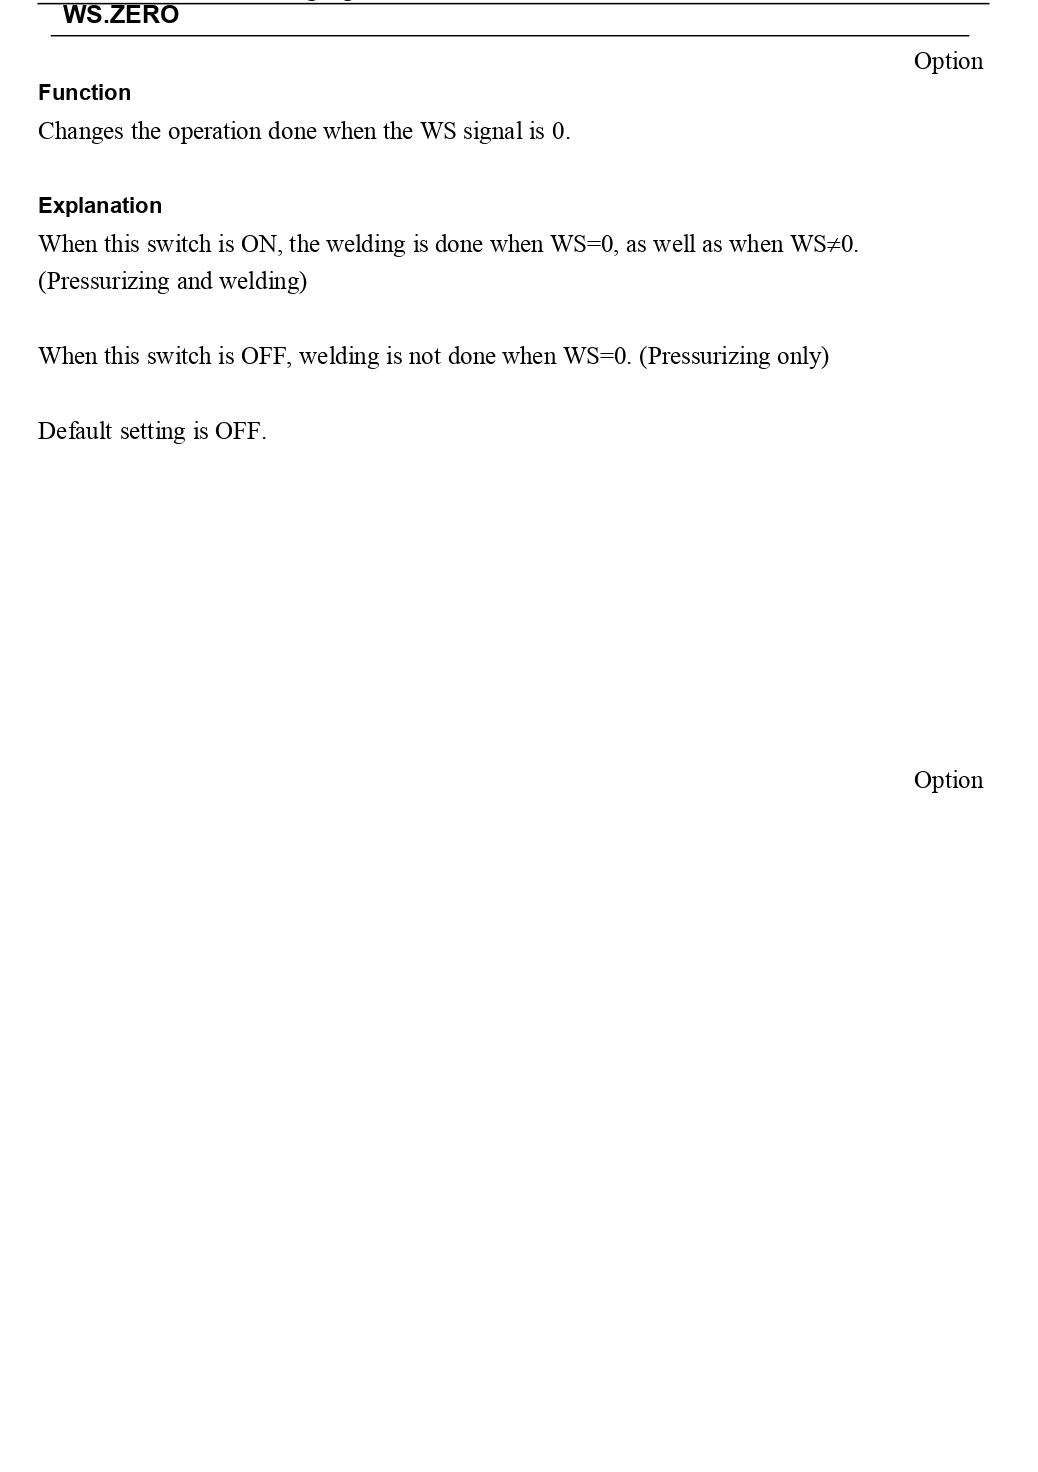 WS.ZERO
Option
Function
Changes the operation done when the WS signal is 0.
Explanation
When this switch is ON, the welding is done when WS=0, as well as when WS≠0.
(Pressurizing and welding)
When this switch is OFF, welding is not done when WS=0. (Pressurizing only)
Default setting is OFF.
Option